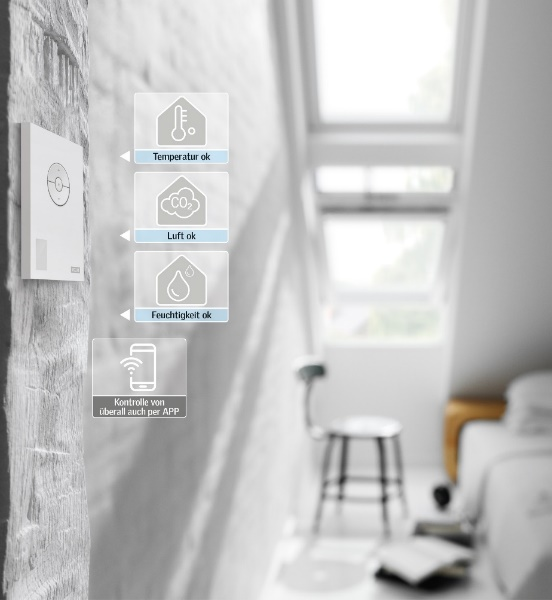 Temperatur ok
CO₂
Luft ok
Feuchtigkeit ok
Kontrolle von
überall auch per APP